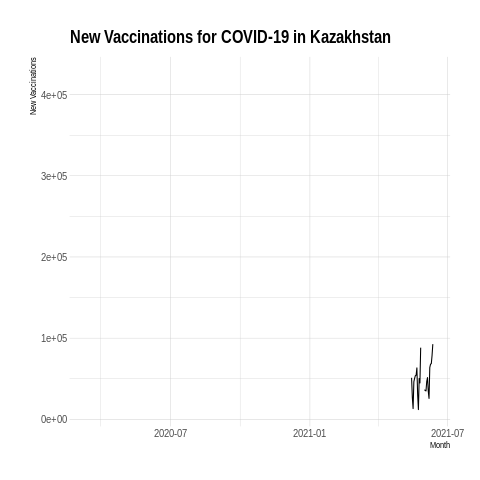 New Vaccinations for COVID-19 in Kazakhstan
New Vaccinations
4e+05
3e+05
2e+05
1e+05
0e+00
2020-07
2021-01
2021-07
Month